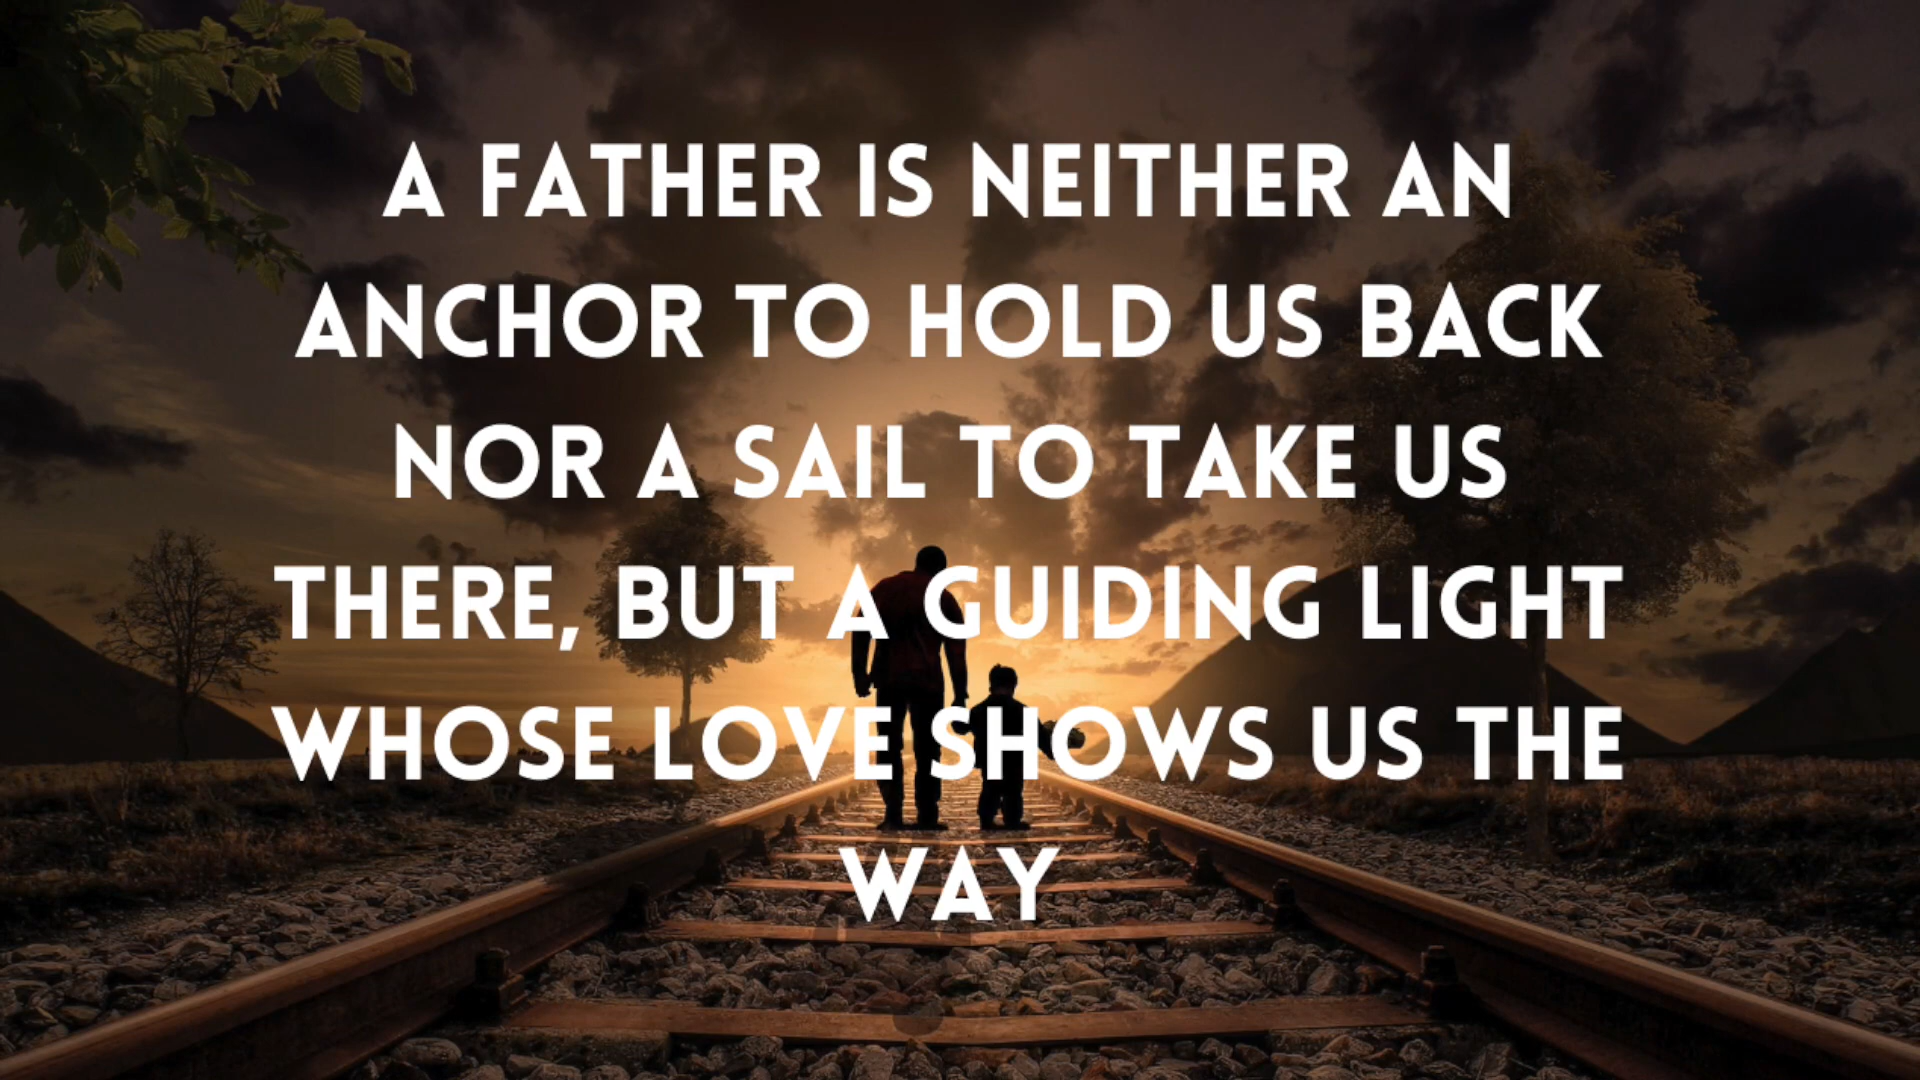 A FATHER IS NEITHER AN
ANCHOR TO HOLD US BACK
NOR A SAIL TO TAKE US
THERE, BUT A GUIDING LIGHT
WHOSE LOVE SHOWS US THE
WAY